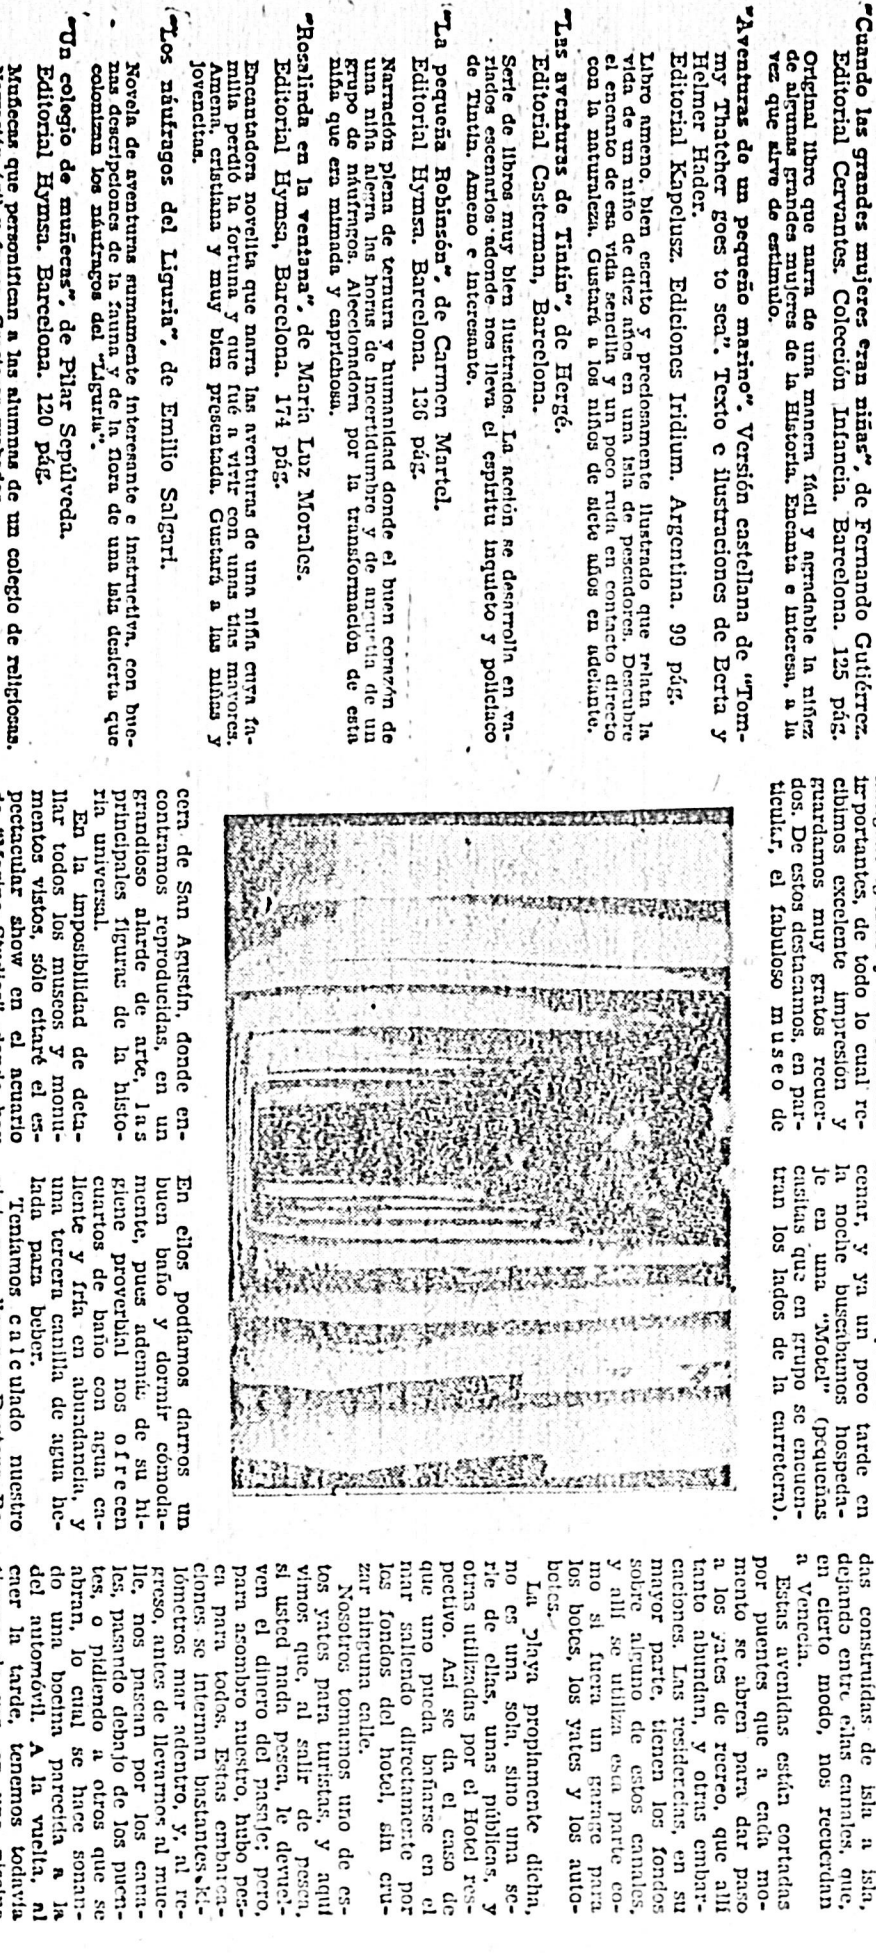 "Cuando las grandes mujeres eran niñas", de Fernando Gutiérrez.
Editorial Cervantes. Colección Infancia. Barcelona. 125 pág.
Original libro que narra de una manera fácil y agradable la niñez
de algunas grandes mujeres de la Historia. Encanta e interesa, a la
vez que sirve de estímulo.
"Aventuras de un pequeño marino". Versión castellana de "Tom-
my Thatcher goes to sea". Texto e ilustraciones de Berta y
Helmer Hader.
Editorial Kapelusz. Ediciones Iridium. Argentina. 99 pág.
Libro ameno, bien escrito y preciosamente ilustrado que relata la
vida de un niño de diez años en una isla de pescadores. Descubre
el encanto de esa vida sencilla y un poco ruda en contacto directo
con la naturaleza. Gustará a los niños de siete años en adelante.
"Las aventuras de Tintín", de Hergé.
Editorial Casterman, Barcelona.
Serie de libros muy bien ilustrados. La acción se desarrolla en va-
riados escenarios adonde nos lleva el espíritu inquieto y policiaco
de Tintín. Ameno e interesante.
"La pequeña Robinsón", de Carmen Martel.
Editorial Hymsa. Barcelona. 136 pág.
Narración plena de ternura y humanidad donde el buen corazón de
una niña alegra las horas de incertidumbre y de angustia de un
grupo de náufragos. Aleccionadora por la transformación de esta
niña que era mimada y caprichosa.
"Rosalinda en la ventana", de María Luz Morales.
Editorial Hymsa, Barcelona. 174 pág.
Encantadora novelita que narra las aventuras de una niña cuya fa-
milia perdió la fortuna y que fué a vivir con unas tías mayores.
Amena, cristiana y muy bien presentada. Gustará a las niñas y
jovencitas.
"Los náufragos del Liguria", de Emilio Salgari.
Novela de aventuras sumamente interesante e instructiva, con bue-
nas descripciones de la fauna y de la flora de una isla desierta que
colonizan los náufragos del "Liguria".
"Un colegio de muñecas", de Pilar Sepúlveda.
Editorial Hymsa. Barcelona. 120 pág.
Muñecas que personifican a las alumnas de un colegio de religiosas.
importantes, de todo lo cual re-
cibimos excelente impresión y
guardamos muy gratos recuer-
dos. De estos destacamos, en par-
ticular, el fabuloso museo de
cera de San Agustín, donde en-
contramos reproducidas, en un
grandioso alarde de arte, las
principales figuras de la histo-
ria universal.
En la imposibilidad de deta-
llar todos los museos y monu-
mentos vistos, sólo citaré el es-
pectacular show en el acuario
cenar, y ya un poco tarde en
la noche buscábamos hospeda-
je en una "Motel" (pequeñas
casitas que en grupo se encuen-
tran los lados de la carretera).
En ellos podíamos darros un
buen baño y dormir cómoda-
mente, pues además de su hi-
giene proverbial nos ofrecen
cuartos de baño con agua ca-
liente y fría en abundancia, y
una tercera canilla de agua he-
lada para beber.
Teníamos calculado nuestro
das construídas de isla a isla,
dejando entre ellas canales, que,
en cierto modo, nos recuerdan
a Venecia.
Estas avenidas están cortadas
por puentes que a cada mo-
mento se abren para dar paso
a los yates de recreo, que allí
tanto abundan, y otras embar-
caciones. Las residencias, en su
mayor parte, tienen los fondos
sobre alguno de estos canales,
y allí se utiliza esta parte co-
mo si fuera un garage para
los botes, los yates y los auto-
botes.
La playa propiamente dicha,
no es una sola, sino una se-
rie de ellas, unas públicas, y
otras utilizadas por el Hotel res-
pectivo. Así se da el caso de
que uno pueda bañarse en el
mar saliendo directamente por
los fondos del hotel, sin cru-
zar ninguna calle.
Nosotros tomamos uno de es-
tos yates para turistas, y aquí
vimos que, al salir de pesca,
si usted nada pesca, le devuel-
ven el dinero del pasaje; pero,
para asombro nuestro, hubo pes-
ca para todos. Estas embarca-
ciones se internan bastantes ki-
lómetros mar adentro, y, al re-
greso, antes de llevarnos al mue-
lle, nos pasean por los cana-
les, pasando debajo de los puen-
tes, o pidiendo a otros que se
abran, lo cual se hace sonan-
do una bocina parecida a la
del automóvil. A la vuelta, al
caer la tarde, tenemos todavía